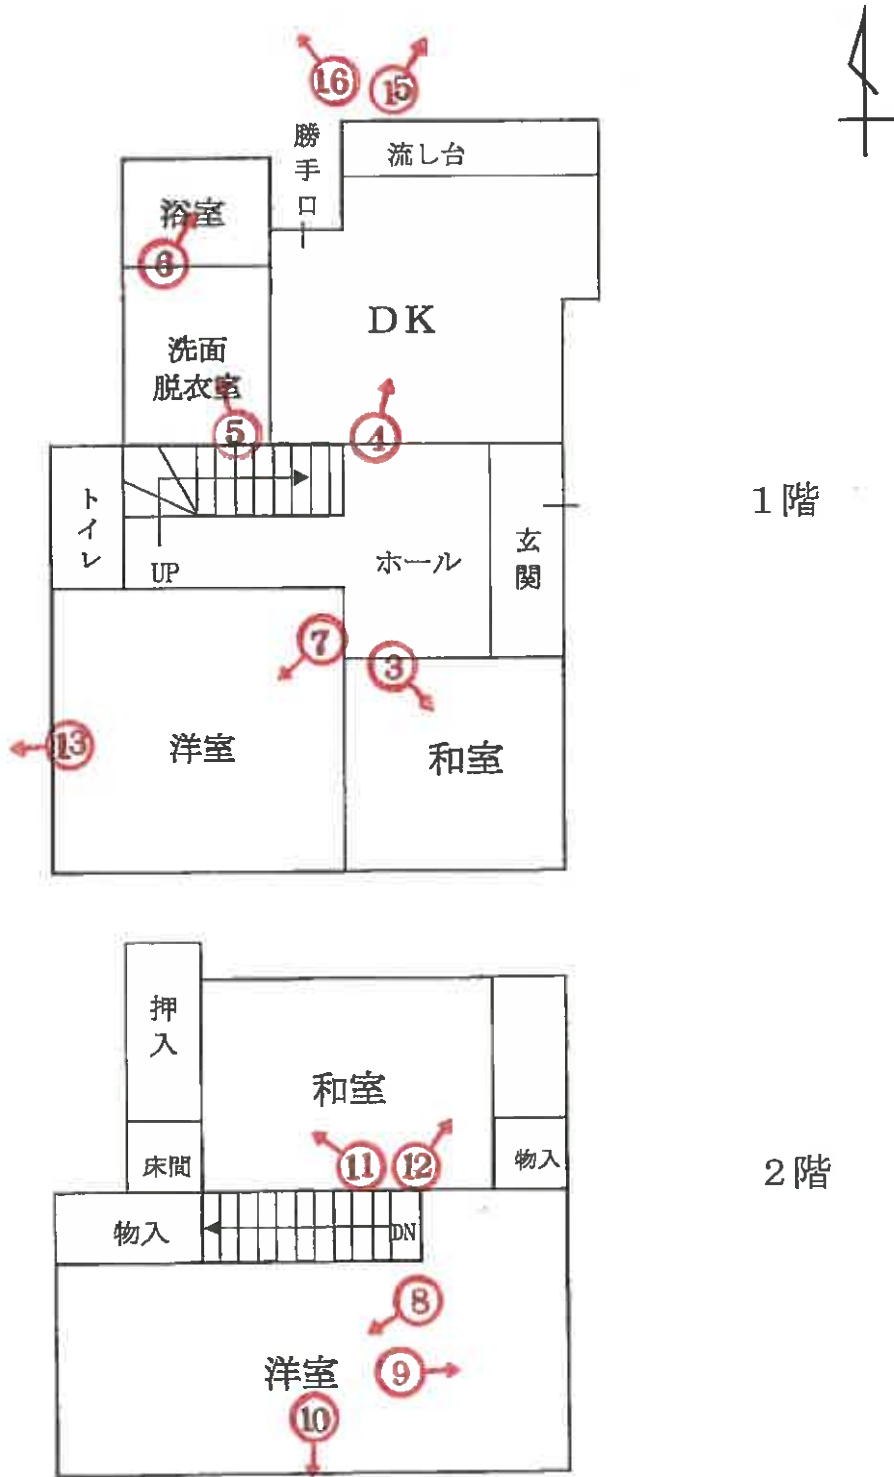 ⑯ ⑮
勝手口
流し台
浴室
⑥
DK
洗面
脱衣室
⑤ ④
トイレ
UP
ホール
玄関
1階
⑦ ③
⑬
洋室
和室
押入
和室
床間
⑪ ⑫
物入
2階
物入
DN
⑧
洋室
⑨
⑩